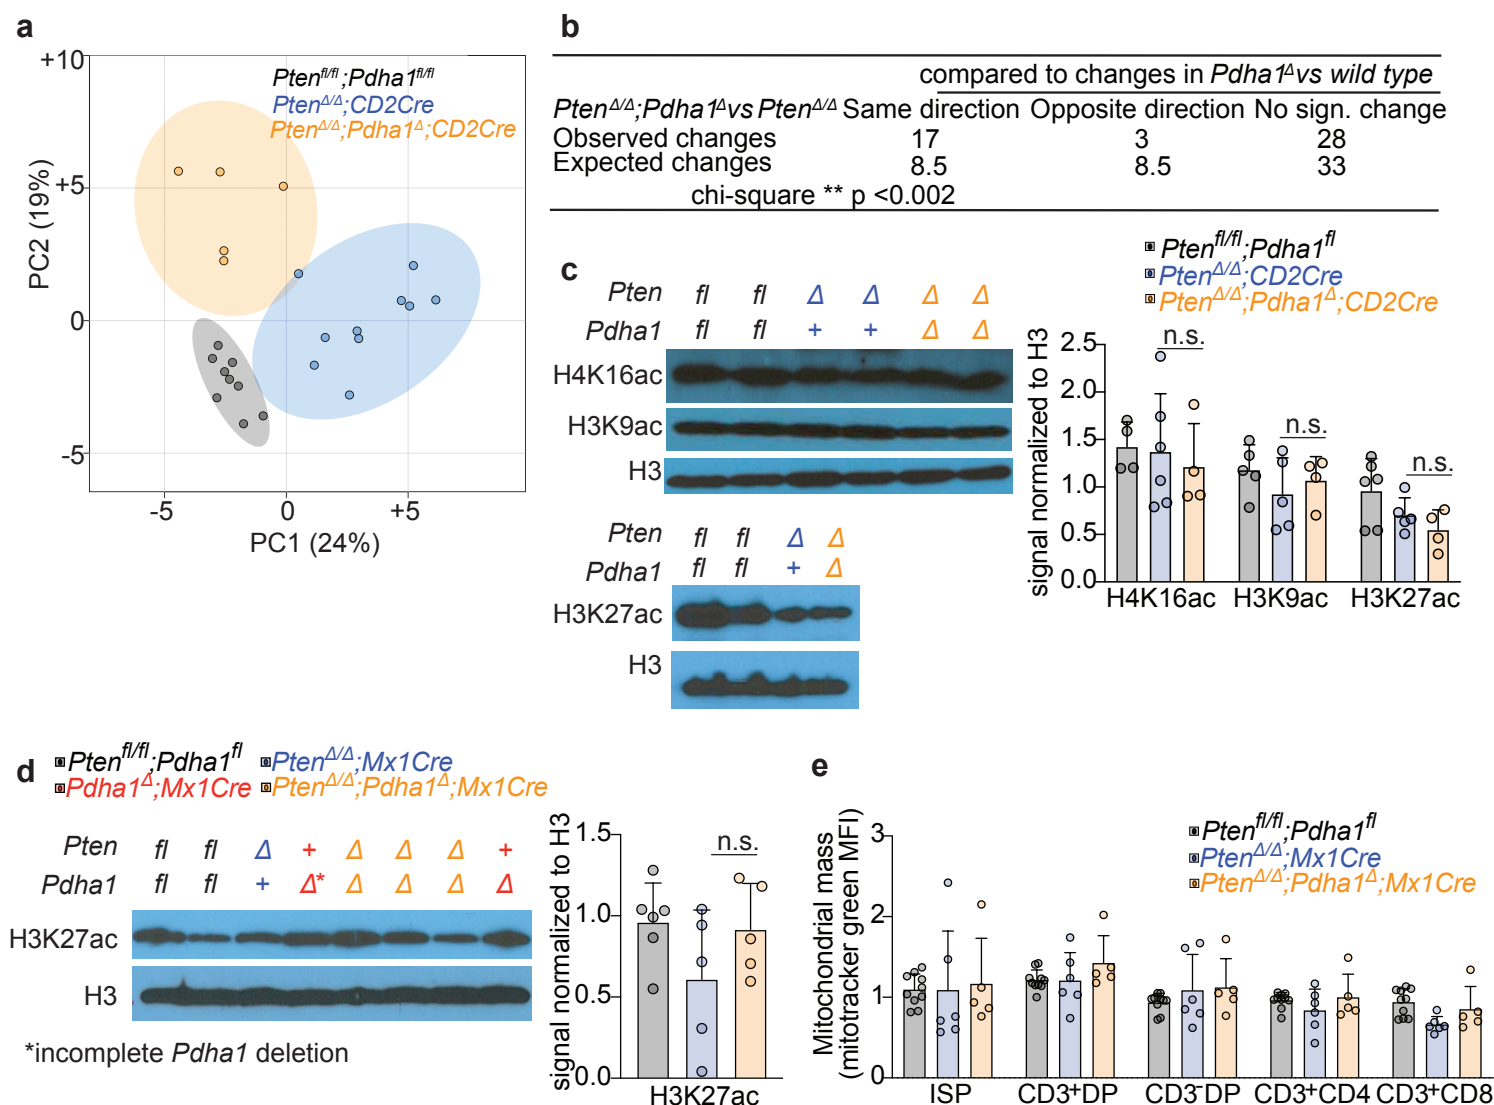 a
+10
+5
0
-5
PC2 (19%)
-5
0
+5
PC1 (24%)
Pten^fl/fl;Pdha1^fl/fl
Pten^Δ/Δ;CD2Cre
Pten^Δ/Δ;Pdha1^Δ;CD2Cre
b
compared to changes in Pdha1^Δ vs wild type
Pten^Δ/Δ;Pdha1^Δ vs Pten^Δ/Δ Same direction Opposite direction No sign. change
Observed changes 17 3 28
Expected changes 8.5 8.5 33
chi-square ** p <0.002
c
Pten fl fl Δ Δ Δ Δ
Pdha1 fl fl + + Δ Δ
H4K16ac
H3K9ac
H3
Pten fl fl Δ Δ
Pdha1 fl fl + Δ
H3K27ac
H3
Pten^fl/fl;Pdha1^fl
Pten^Δ/Δ;CD2Cre
Pten^Δ/Δ;Pdha1^Δ;CD2Cre
signal normalized to H3
2.5
2.0
1.5
1.0
0.5
0.0
n.s.
n.s.
n.s.
H4K16ac H3K9ac H3K27ac
d
Pten^fl/fl;Pdha1^fl Pten^Δ/Δ;Mx1Cre
Pdha1^Δ;Mx1Cre Pten^Δ/Δ;Pdha1^Δ;Mx1Cre
Pten fl fl Δ + Δ Δ Δ +
Pdha1 fl fl + Δ* Δ Δ Δ Δ
H3K27ac
H3
*incomplete Pdha1 deletion
signal normalized to H3
1.5
1.0
0.5
0.0
n.s.
H3K27ac
e
Mitochondrial mass
(mitotracker green MFI)
3
2
1
0
Pten^fl/fl;Pdha1^fl
Pten^Δ/Δ;Mx1Cre
Pten^Δ/Δ;Pdha1^Δ;Mx1Cre
ISP CD3⁺DP CD3⁻DP CD3⁺CD4 CD3⁺CD8